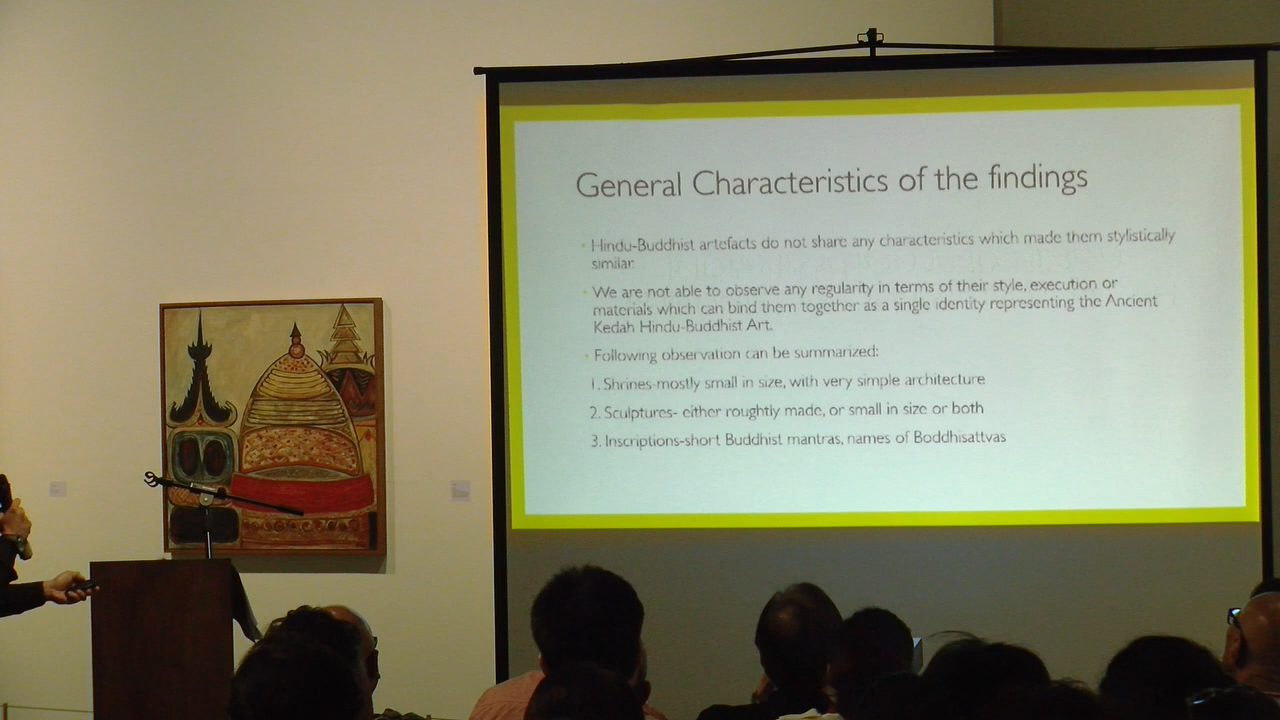 General Characteristics of the findings
Hindu-Buddhist artefacts do not share any characteristics which made them stylistically
similar.
We are not able to observe any regularity in terms of their style, execution or
materials which can bind them together as a single identity representing the Ancient
Kedah Hindu-Buddhist Art.
Following observation can be summarized:
1. Shrines-mostly small in size, with very simple architecture
2. Sculptures- either roughtly made, or small in size or both
3. Inscriptions-short Buddhist mantras, names of Boddhisattvas